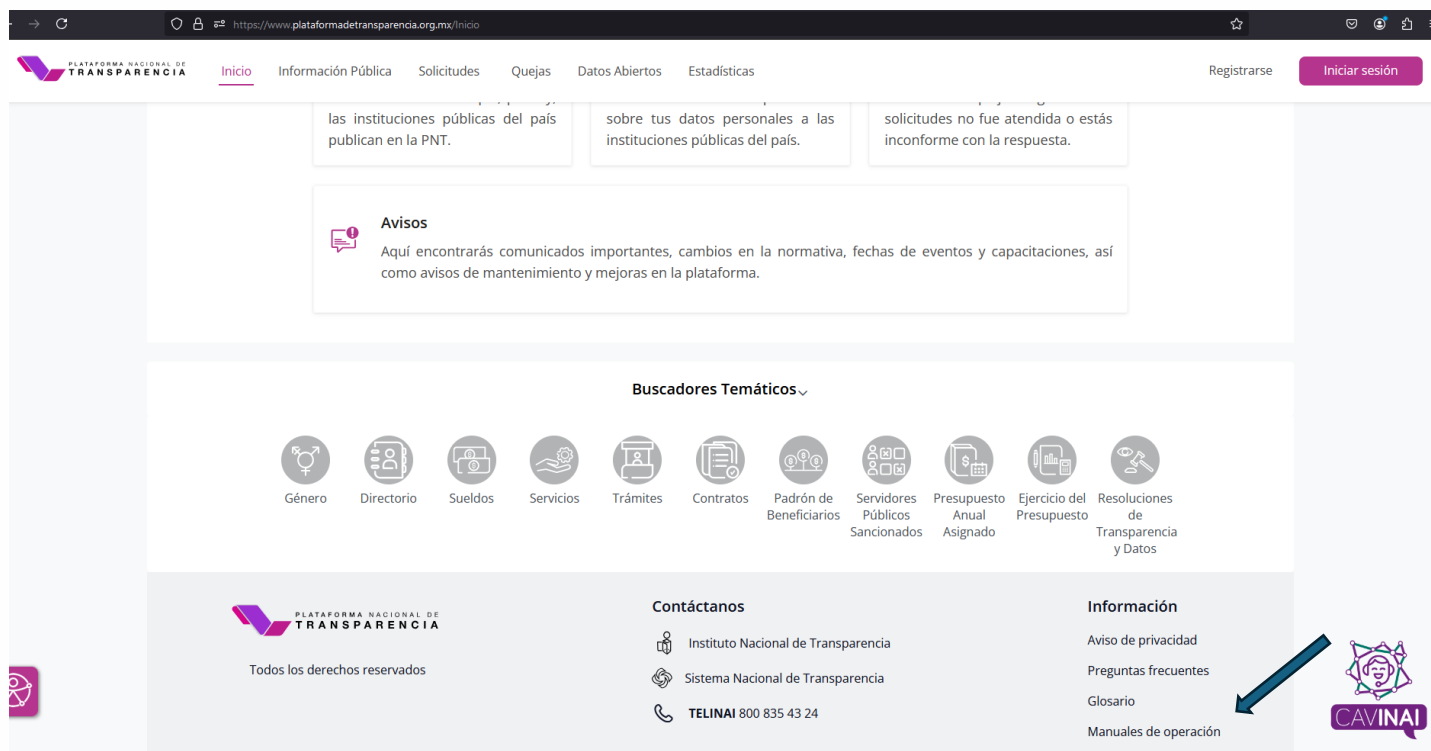 https://www.plataformadetransparencia.org.mx/Inicio
PLATAFORMA NACIONAL DE
TRANSPARENCIA
Inicio Información Pública Solicitudes Quejas Datos Abiertos Estadísticas Registrarse Iniciar sesión
las instituciones públicas del país
publican en la PNT.
sobre tus datos personales a las
instituciones públicas del país.
solicitudes no fue atendida o estás
inconforme con la respuesta.
Avisos
Aquí encontrarás comunicados importantes, cambios en la normativa, fechas de eventos y capacitaciones, así
como avisos de mantenimiento y mejoras en la plataforma.
Buscadores Temáticos
Género
Directorio
Sueldos
Servicios
Trámites
Contratos
Padrón de
Beneficiarios
Servidores
Públicos
Sancionados
Presupuesto
Anual
Asignado
Ejercicio del
Presupuesto
Resoluciones
de
Transparencia
y Datos
PLATAFORMA NACIONAL DE
TRANSPARENCIA
Todos los derechos reservados
Contáctanos
Instituto Nacional de Transparencia
Sistema Nacional de Transparencia
TELINAI 800 835 43 24
Información
Aviso de privacidad
Preguntas frecuentes
Glosario
Manuales de operación
CAVINAI